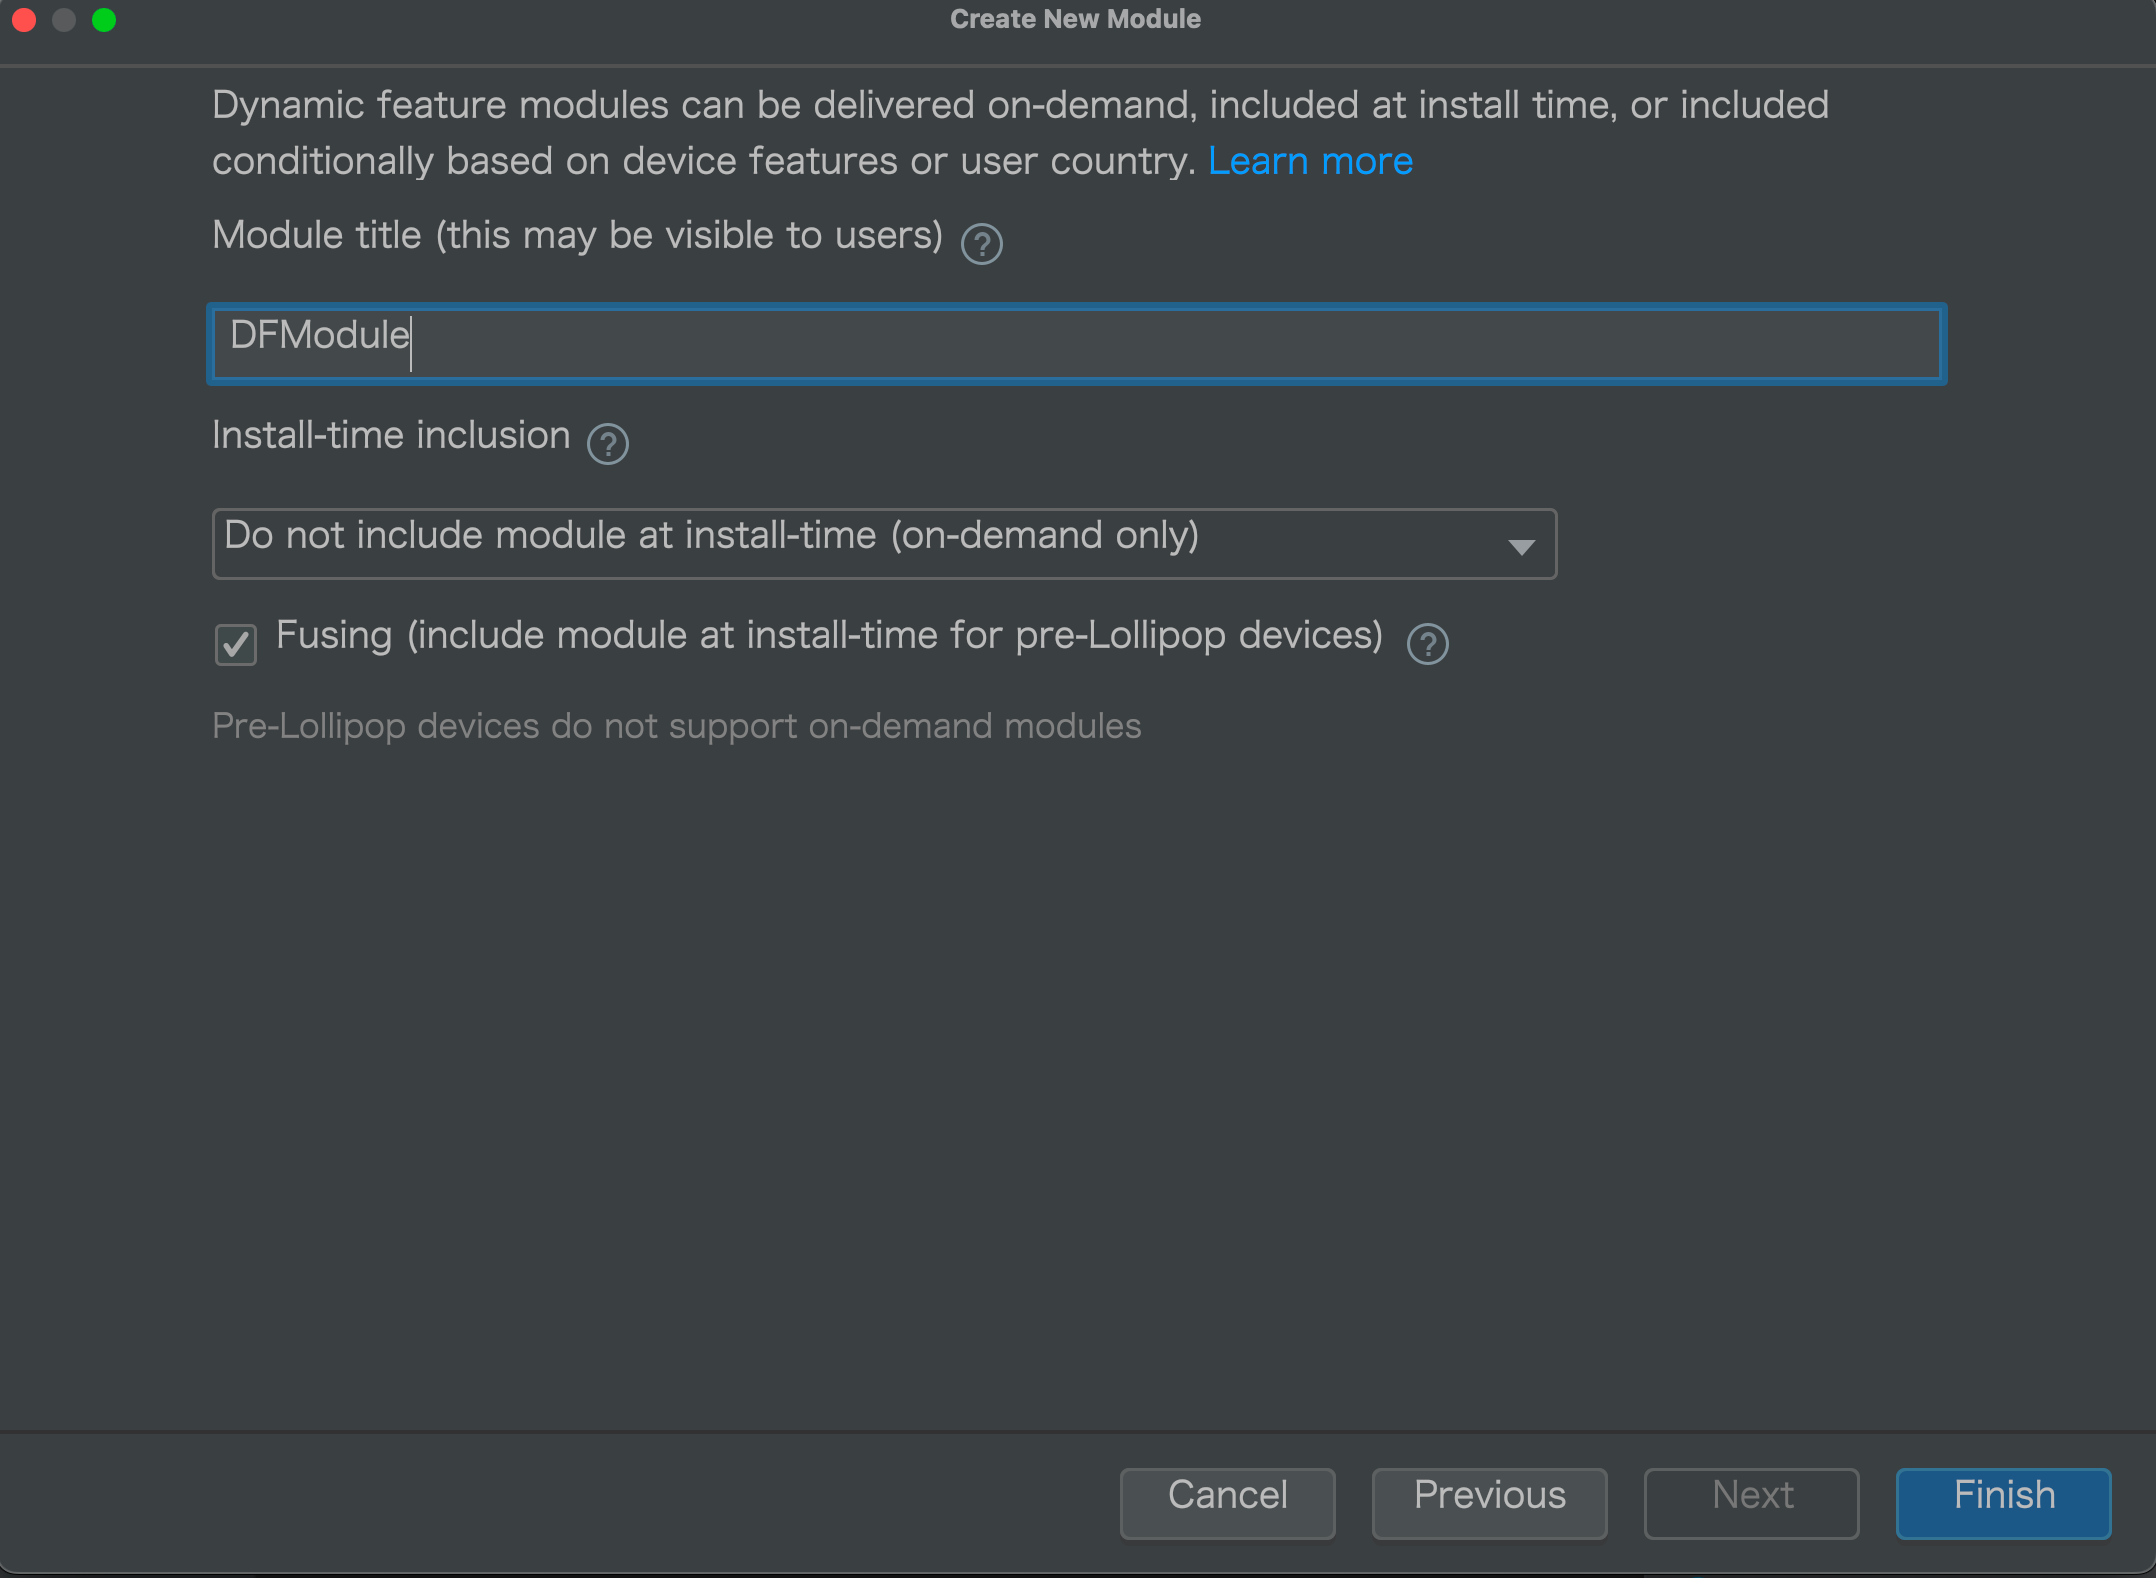 Create New Module
Dynamic feature modules can be delivered on-demand, included at install time, or included
conditionally based on device features or user country. Learn more
Module title (this may be visible to users) ?
DFModule
Install-time inclusion ?
Do not include module at install-time (on-demand only)
Fusing (include module at install-time for pre-Lollipop devices) ?
Pre-Lollipop devices do not support on-demand modules
Cancel Previous Next Finish